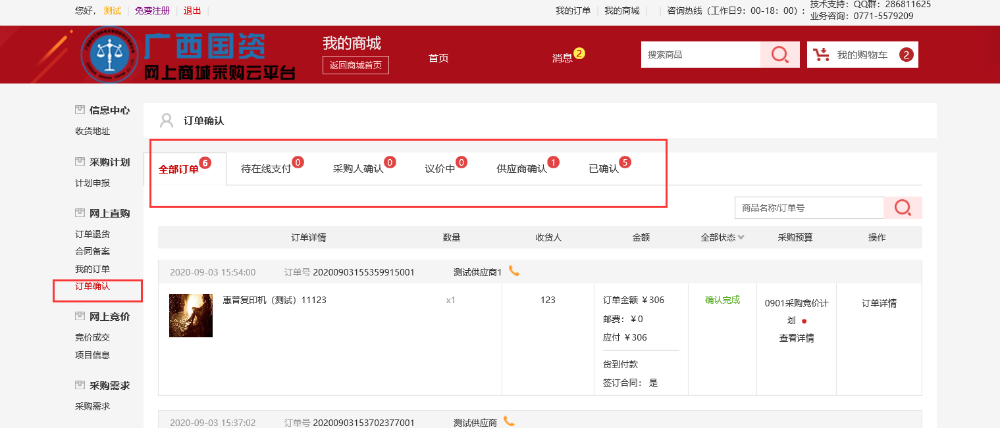 您好， 测试 | 免费注册 | 退出 |
我的订单 | 我的商城 | | 咨询热线（工作日9：00-18：00）：
技术支持：QQ群：286811625
业务咨询：0771-5579209
广西国资
网上商城采购云平台
我的商城
返回商城首页
首页
消息 2
搜索商品
我的购物车 2
信息中心
收货地址
采购计划
计划申报
网上直购
订单退货
合同备案
我的订单
订单确认
网上竞价
竞价成交
项目信息
采购需求
采购需求
订单确认
全部订单 6 待在线支付 0 采购人确认 0 议价中 0 供应商确认 1 已确认 5
商品名称/订单号
订单详情 数量 收货人 金额 全部状态 采购预算 操作
2020-09-03 15:54:00 订单号 20200903155359915001 测试供应商1
惠普复印机（测试）11123 x1 123
订单金额 ￥306
邮费：￥0
应付 ￥306
货到付款
签订合同： 是
确认完成
0901采购竞价计
划
查看详情
订单详情
2020-09-03 15:37:02 订单号 20200903153702377001 测试供应商